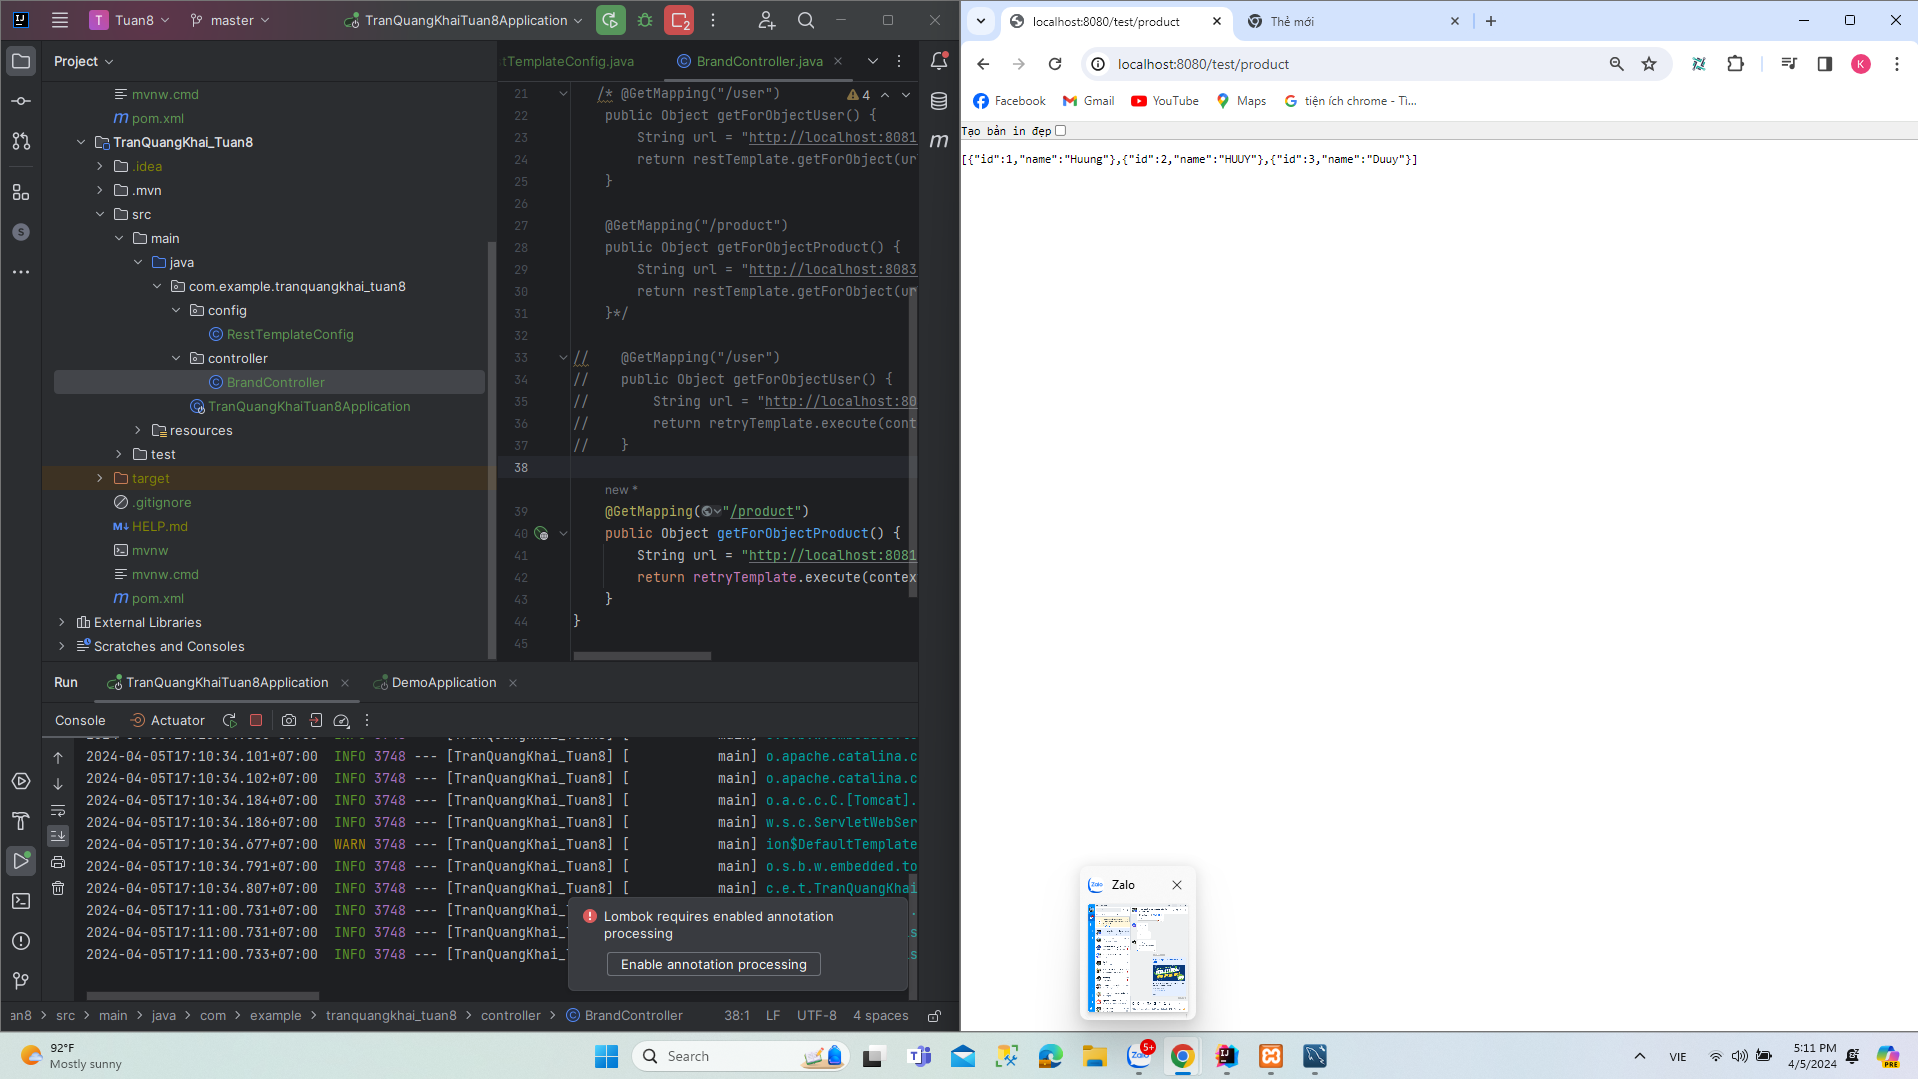 Tuan8
master
TranQuangKhaiTuan8Application
Project
mvnw.cmd
pom.xml
TranQuangKhai_Tuan8
.idea
.mvn
src
main
java
com.example.tranquangkhai_tuan8
config
RestTemplateConfig
controller
BrandController
TranQuangKhaiTuan8Application
resources
test
target
.gitignore
HELP.md
mvnw
mvnw.cmd
pom.xml
External Libraries
Scratches and Consoles
tTemplateConfig.java
BrandController.java
4
21 /* @GetMapping("/user")
22 public Object getForObjectUser() {
23 String url = "http://localhost:8081
24 return restTemplate.getForObject(ur
25 }
26
27 @GetMapping("/product")
28 public Object getForObjectProduct() {
29 String url = "http://localhost:8083
30 return restTemplate.getForObject(ur
31 }*/
32
33 // @GetMapping("/user")
34 // public Object getForObjectUser() {
35 // String url = "http://localhost:80
36 // return retryTemplate.execute(cont
37 // }
38
new *
39 @GetMapping("/product")
40 public Object getForObjectProduct() {
41 String url = "http://localhost:8081
42 return retryTemplate.execute(contex
43 }
44 }
45
Run
TranQuangKhaiTuan8Application
DemoApplication
Console
Actuator
2024-04-05T17:10:34.101+07:00 INFO 3748 --- [TranQuangKhai_Tuan8] [ main] o.apache.catalina.c
2024-04-05T17:10:34.102+07:00 INFO 3748 --- [TranQuangKhai_Tuan8] [ main] o.apache.catalina.c
2024-04-05T17:10:34.184+07:00 INFO 3748 --- [TranQuangKhai_Tuan8] [ main] o.a.c.c.C.[Tomcat].
2024-04-05T17:10:34.186+07:00 INFO 3748 --- [TranQuangKhai_Tuan8] [ main] w.s.c.ServletWebSer
2024-04-05T17:10:34.677+07:00 WARN 3748 --- [TranQuangKhai_Tuan8] [ main] ion$DefaultTemplate
2024-04-05T17:10:34.791+07:00 INFO 3748 --- [TranQuangKhai_Tuan8] [ main] o.s.b.w.embedded.to
2024-04-05T17:10:34.807+07:00 INFO 3748 --- [TranQuangKhai_Tuan8] [ main] c.e.t.TranQuangKhai
2024-04-05T17:11:00.731+07:00 INFO 3748 --- [TranQuangKhai_T
2024-04-05T17:11:00.731+07:00 INFO 3748 --- [TranQuangKhai_T
2024-04-05T17:11:00.733+07:00 INFO 3748 --- [TranQuangKhai_T
Lombok requires enabled annotation
processing
Enable annotation processing
an8 > src > main > java > com > example > tranquangkhai_tuan8 > controller > BrandController
38:1 LF UTF-8 4 spaces
localhost:8080/test/product
Thẻ mới
localhost:8080/test/product
K
Facebook
Gmail
YouTube
Maps
tiện ích chrome - Ti...
Tạo bản in đẹp
[{"id":1,"name":"Huung"},{"id":2,"name":"HUUY"},{"id":3,"name":"Duuy"}]
Zalo
92°F
Mostly sunny
Search
Zalo
5+
VIE
5:11 PM
4/5/2024
PRE